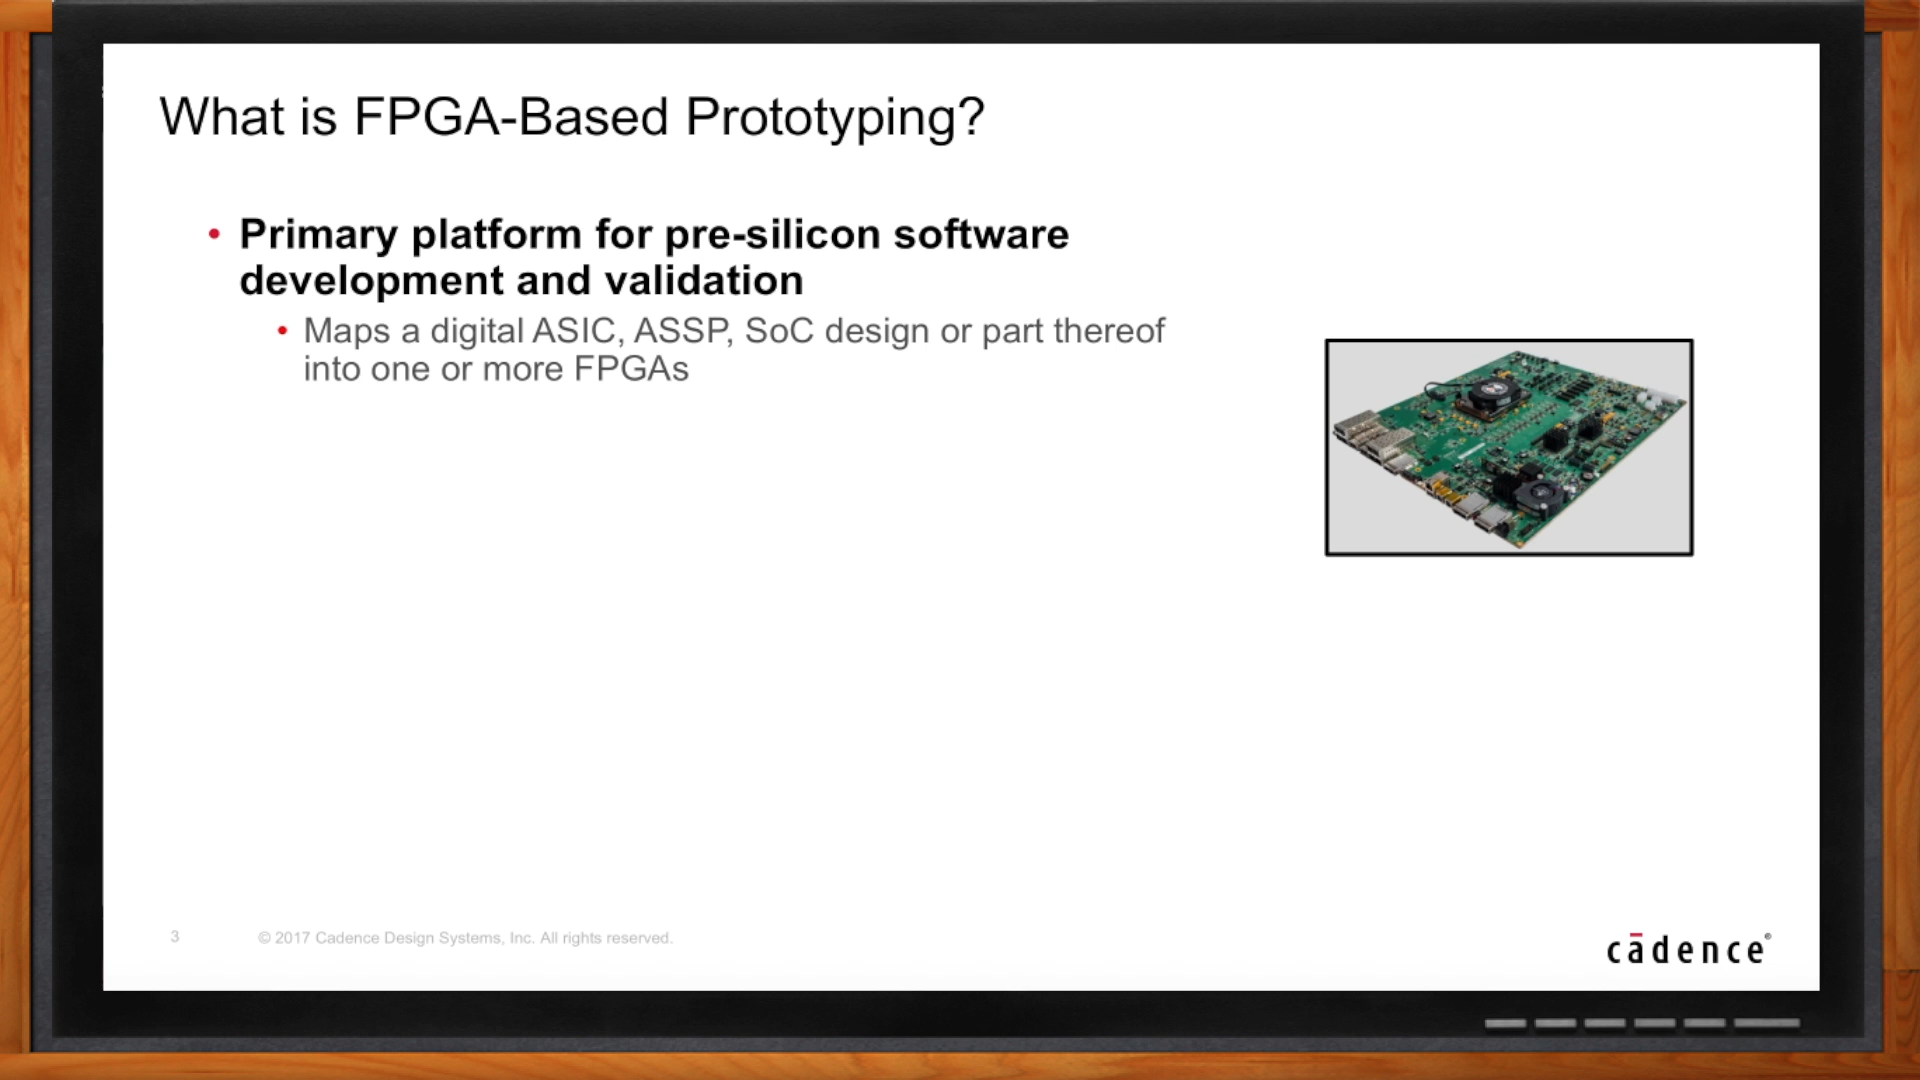 What is FPGA-Based Prototyping?
• Primary platform for pre-silicon software
development and validation
• Maps a digital ASIC, ASSP, SoC design or part thereof
into one or more FPGAs
3
© 2017 Cadence Design Systems, Inc. All rights reserved.
cādence®